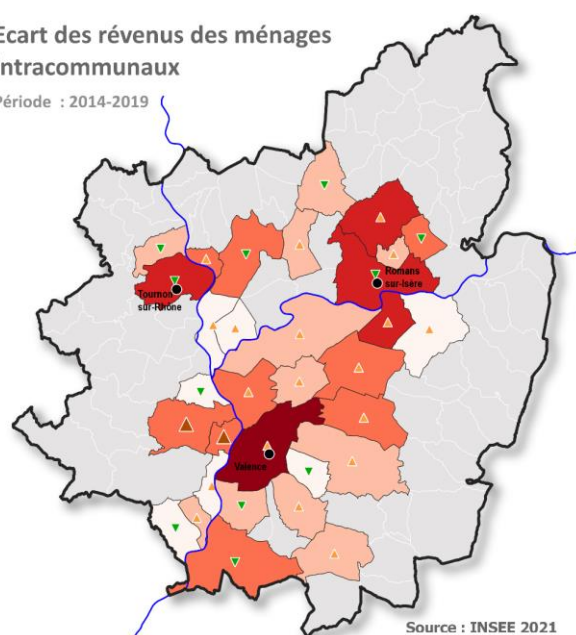 Ecart des révenus des ménages
intracommunaux
Période : 2014-2019
Romans
sur-Isère
Tournon
sur-Rhône
Valence
Source : INSEE 2021